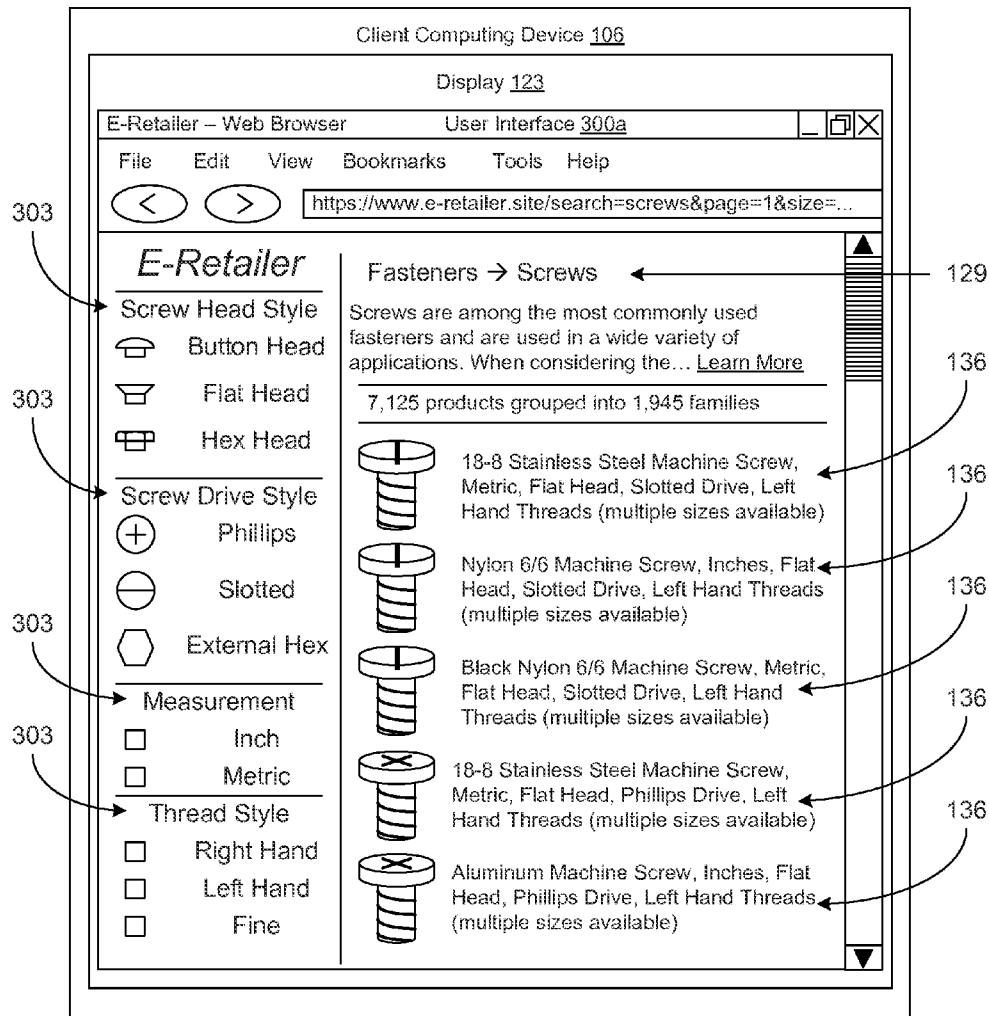 Client Computing Device 106
Display 123
E-Retailer – Web Browser
User Interface 300a
File Edit View Bookmarks Tools Help
< >
https://www.e-retailer.site/search=screws&page=1&size=...
303
E-Retailer
Screw Head Style
Button Head
Flat Head
Hex Head
303
Screw Drive Style
Phillips
Slotted
External Hex
303
Measurement
Inch
Metric
303
Thread Style
Right Hand
Left Hand
Fine
Fasteners → Screws
129
Screws are among the most commonly used
fasteners and are used in a wide variety of
applications. When considering the... Learn More
7,125 products grouped into 1,945 families
136
18-8 Stainless Steel Machine Screw,
Metric, Flat Head, Slotted Drive, Left
Hand Threads (multiple sizes available)
136
Nylon 6/6 Machine Screw, Inches, Flat
Head, Slotted Drive, Left Hand Threads
(multiple sizes available)
136
Black Nylon 6/6 Machine Screw, Metric,
Flat Head, Slotted Drive, Left Hand
Threads (multiple sizes available)
136
18-8 Stainless Steel Machine Screw,
Metric, Flat Head, Phillips Drive, Left
Hand Threads (multiple sizes available)
136
Aluminum Machine Screw, Inches, Flat
Head, Phillips Drive, Left Hand Threads
(multiple sizes available)